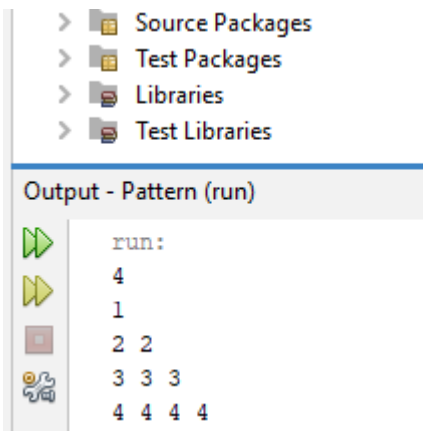 Source Packages
Test Packages
Libraries
Test Libraries
Output - Pattern (run)
run:
4
1
2 2
3 3 3
4 4 4 4